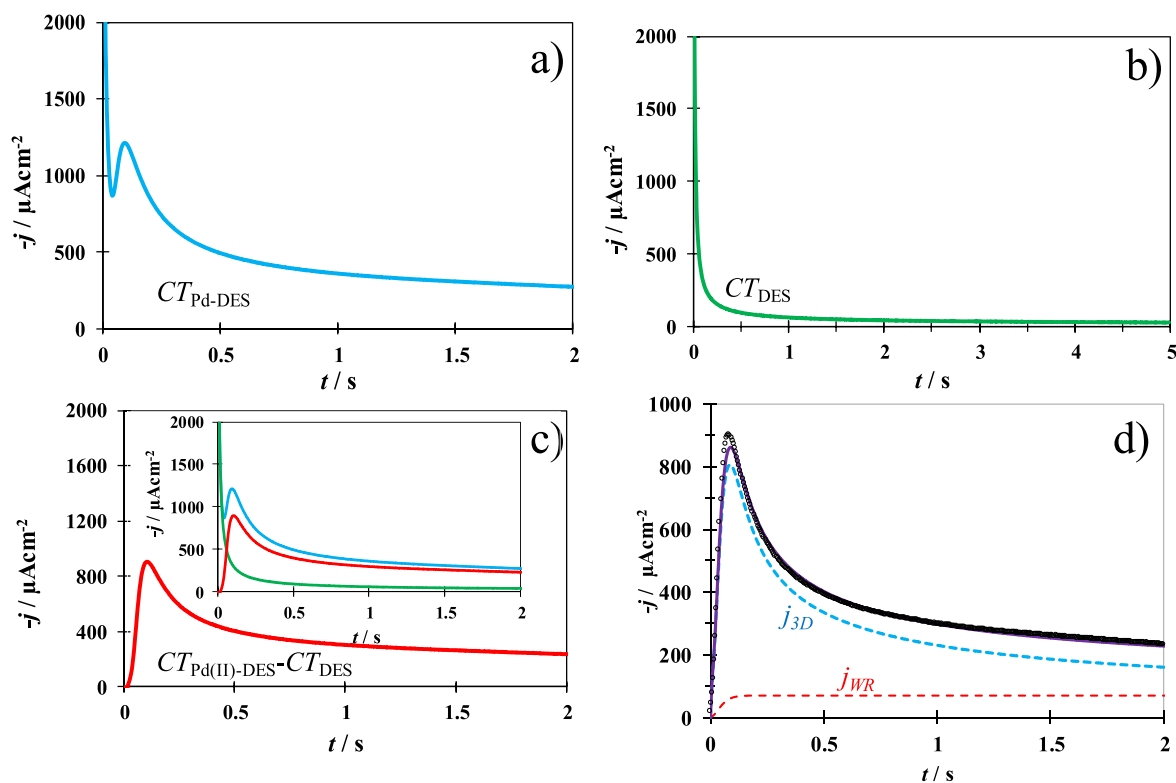 a)
2000
1500
1000
500
0
-j / µAcm-2
CTPd-DES
0 0.5 1 1.5 2
t / s
b)
2000
1500
1000
500
0
-j / µAcm-2
CTDES
0 1 2 3 4 5
t / s
c)
2000
1600
1200
800
400
0
-j / µAcm-2
2000
1500
1000
500
0
-j / µAcm-2
0 0.5 1 1.5 2
t / s
CTPd(II)-DES-CTDES
0 0.5 1 1.5 2
t / s
d)
1000
800
600
400
200
0
-j / µAcm-2
j3D
jWR
0 0.5 1 1.5 2
t / s